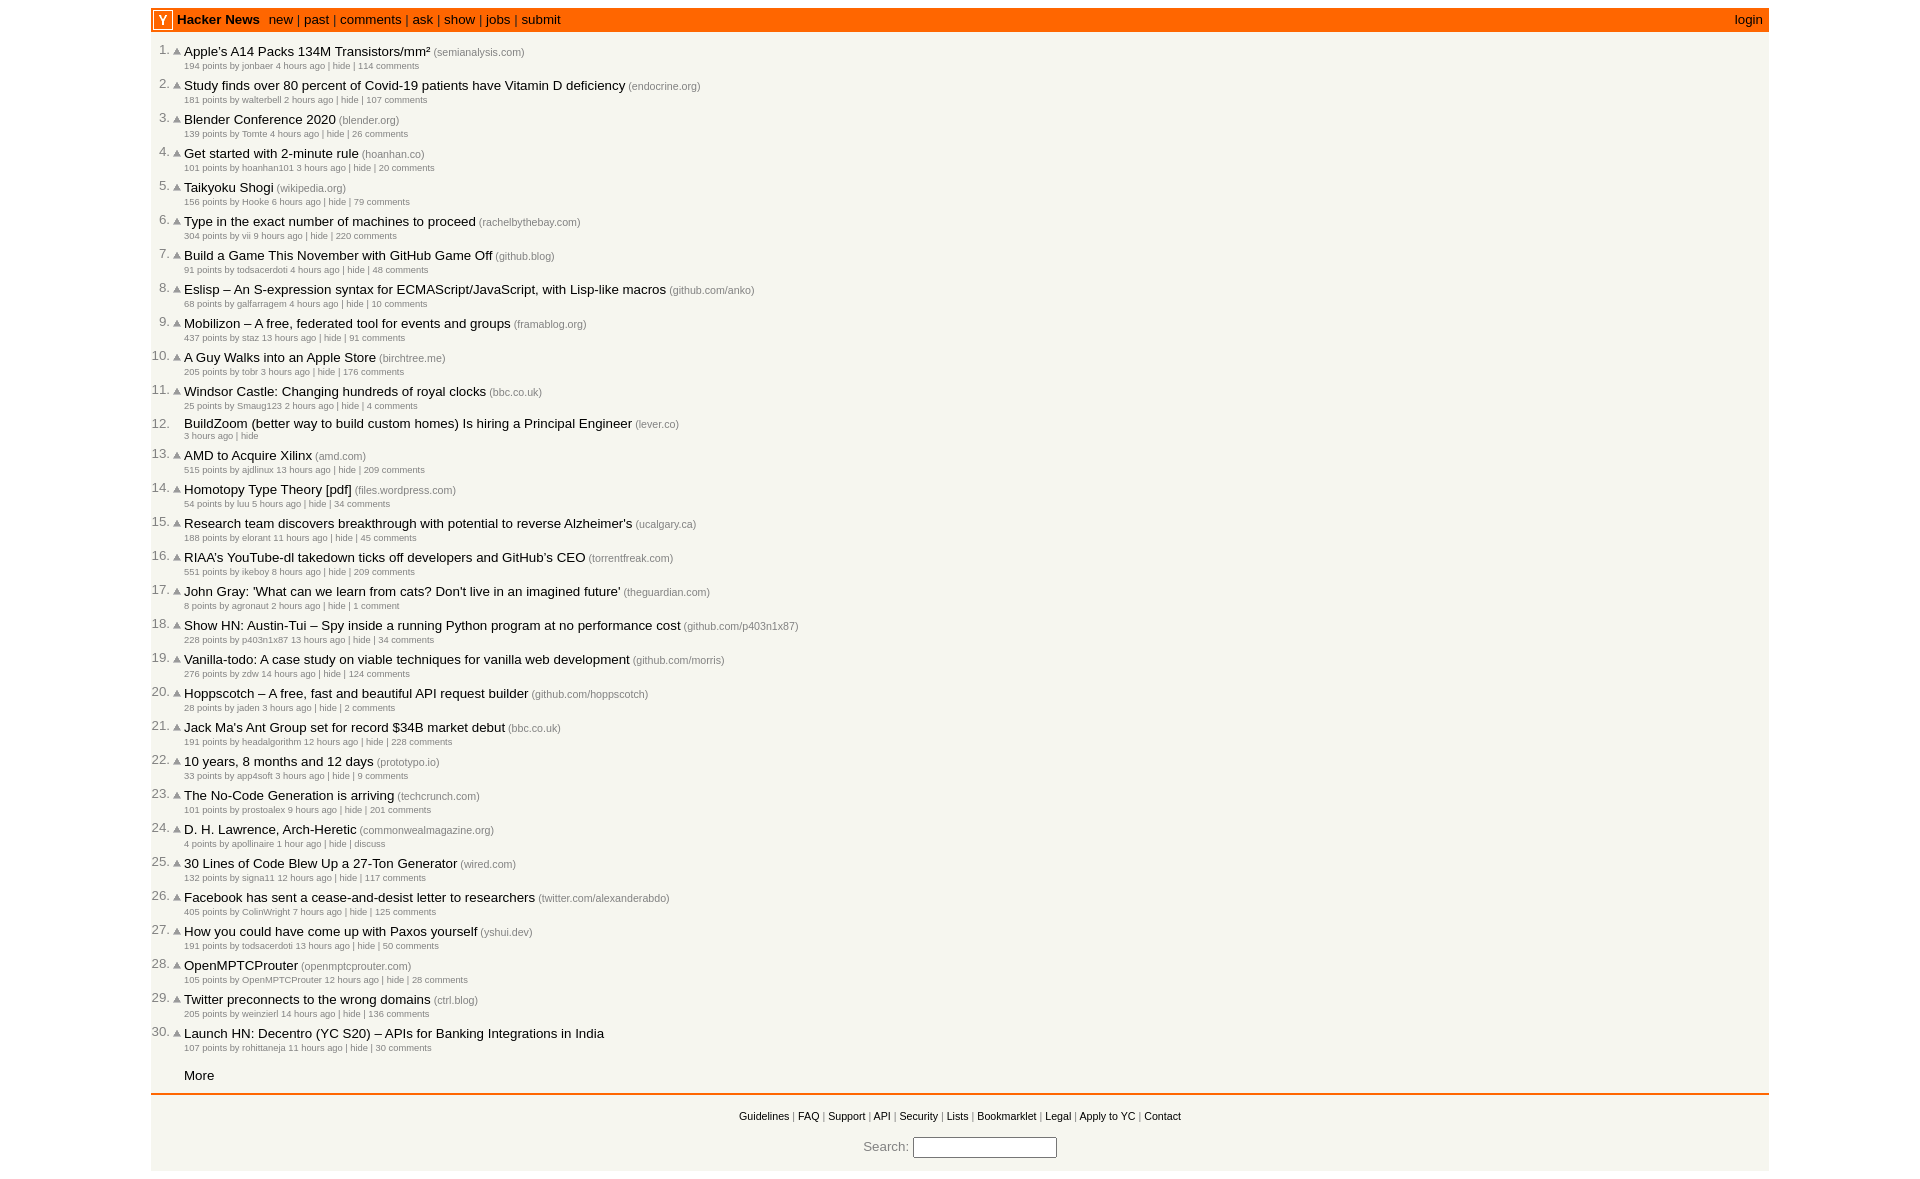 Y Hacker News new | past | comments | ask | show | jobs | submit login
1. Apple's A14 Packs 134M Transistors/mm² (semianalysis.com)
194 points by jonbaer 4 hours ago | hide | 114 comments
2. Study finds over 80 percent of Covid-19 patients have Vitamin D deficiency (endocrine.org)
181 points by walterbell 2 hours ago | hide | 107 comments
3. Blender Conference 2020 (blender.org)
139 points by Tomte 4 hours ago | hide | 26 comments
4. Get started with 2-minute rule (hoanhan.co)
101 points by hoanhan101 3 hours ago | hide | 20 comments
5. Taikyoku Shogi (wikipedia.org)
156 points by Hooke 6 hours ago | hide | 79 comments
6. Type in the exact number of machines to proceed (rachelbythebay.com)
304 points by vii 9 hours ago | hide | 220 comments
7. Build a Game This November with GitHub Game Off (github.blog)
91 points by todsacerdoti 4 hours ago | hide | 48 comments
8. Eslisp – An S-expression syntax for ECMAScript/JavaScript, with Lisp-like macros (github.com/anko)
68 points by galfarragem 4 hours ago | hide | 10 comments
9. Mobilizon – A free, federated tool for events and groups (framablog.org)
437 points by staz 13 hours ago | hide | 91 comments
10. A Guy Walks into an Apple Store (birchtree.me)
205 points by tobr 3 hours ago | hide | 176 comments
11. Windsor Castle: Changing hundreds of royal clocks (bbc.co.uk)
25 points by Smaug123 2 hours ago | hide | 4 comments
12. BuildZoom (better way to build custom homes) Is hiring a Principal Engineer (lever.co)
3 hours ago | hide
13. AMD to Acquire Xilinx (amd.com)
515 points by ajdlinux 13 hours ago | hide | 209 comments
14. Homotopy Type Theory [pdf] (files.wordpress.com)
54 points by luu 5 hours ago | hide | 34 comments
15. Research team discovers breakthrough with potential to reverse Alzheimer's (ucalgary.ca)
188 points by elorant 11 hours ago | hide | 45 comments
16. RIAA's YouTube-dl takedown ticks off developers and GitHub's CEO (torrentfreak.com)
551 points by ikeboy 8 hours ago | hide | 209 comments
17. John Gray: 'What can we learn from cats? Don't live in an imagined future' (theguardian.com)
8 points by agronaut 2 hours ago | hide | 1 comment
18. Show HN: Austin-Tui – Spy inside a running Python program at no performance cost (github.com/p403n1x87)
228 points by p403n1x87 13 hours ago | hide | 34 comments
19. Vanilla-todo: A case study on viable techniques for vanilla web development (github.com/morris)
276 points by zdw 14 hours ago | hide | 124 comments
20. Hoppscotch – A free, fast and beautiful API request builder (github.com/hoppscotch)
28 points by jaden 3 hours ago | hide | 2 comments
21. Jack Ma's Ant Group set for record $34B market debut (bbc.co.uk)
191 points by headalgorithm 12 hours ago | hide | 228 comments
22. 10 years, 8 months and 12 days (prototypo.io)
33 points by app4soft 3 hours ago | hide | 9 comments
23. The No-Code Generation is arriving (techcrunch.com)
101 points by prostoalex 9 hours ago | hide | 201 comments
24. D. H. Lawrence, Arch-Heretic (commonwealmagazine.org)
4 points by apollinaire 1 hour ago | hide | discuss
25. 30 Lines of Code Blew Up a 27-Ton Generator (wired.com)
132 points by signa11 12 hours ago | hide | 117 comments
26. Facebook has sent a cease-and-desist letter to researchers (twitter.com/alexanderabdo)
405 points by ColinWright 7 hours ago | hide | 125 comments
27. How you could have come up with Paxos yourself (yshui.dev)
191 points by todsacerdoti 13 hours ago | hide | 50 comments
28. OpenMPTCProuter (openmptcprouter.com)
105 points by OpenMPTCProuter 12 hours ago | hide | 28 comments
29. Twitter preconnects to the wrong domains (ctrl.blog)
205 points by weinzierl 14 hours ago | hide | 136 comments
30. Launch HN: Decentro (YC S20) – APIs for Banking Integrations in India
107 points by rohittaneja 11 hours ago | hide | 30 comments
More
Guidelines | FAQ | Support | API | Security | Lists | Bookmarklet | Legal | Apply to YC | Contact
Search: